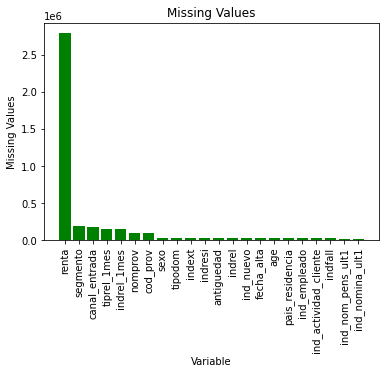 Missing Values
1e6
Missing Values
2.5
2.0
1.5
1.0
0.5
0.0
renta
segmento
canal_entrada
tiprel_1mes
indrel_1mes
nomprov
cod_prov
sexo
tipodom
indext
indresi
antiguedad
indrel
ind_nuevo
fecha_alta
age
pais_residencia
ind_empleado
ind_actividad_cliente
indfall
ind_nom_pens_ult1
ind_nomina_ult1
Variable